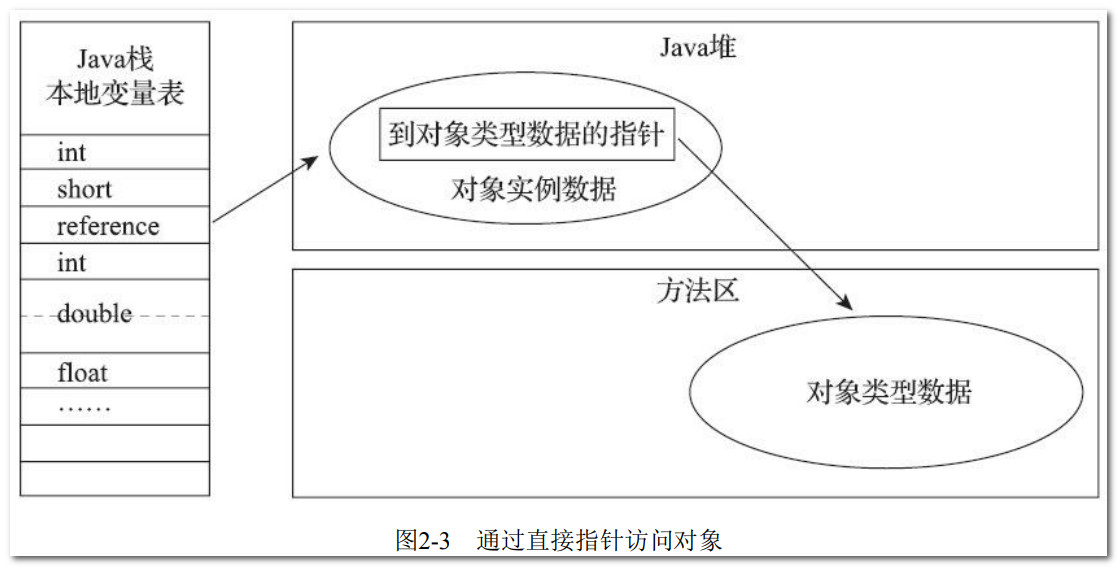 Java栈
本地变量表
int
short
reference
int
double
float
……
Java堆
到对象类型数据的指针
对象实例数据
方法区
对象类型数据
图2-3 通过直接指针访问对象